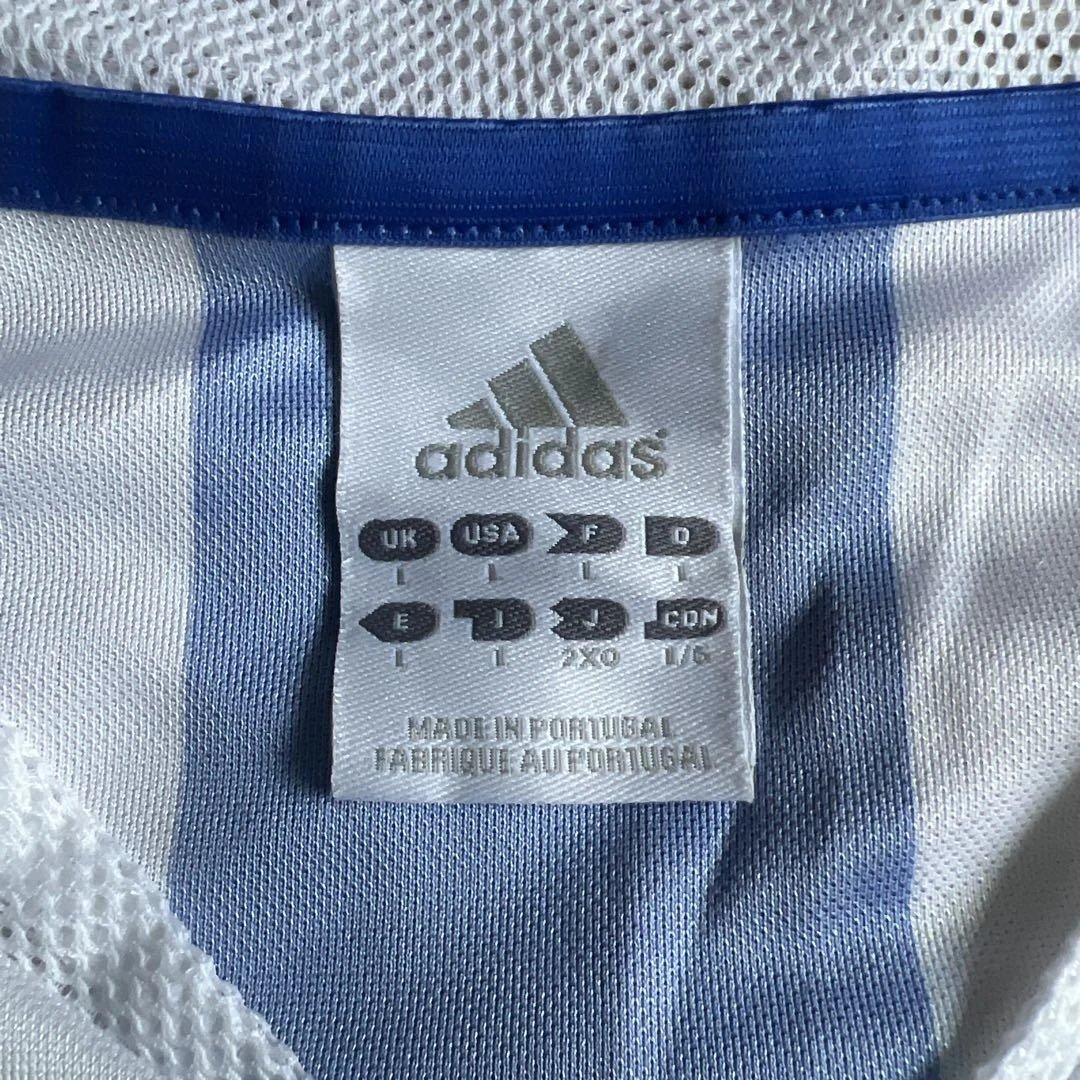 adidas
UK USA F D
L L L L
E I J CDN
L L 2XO L/G
MADE IN PORTUGAL
FABRIQUE AU PORTUGAL